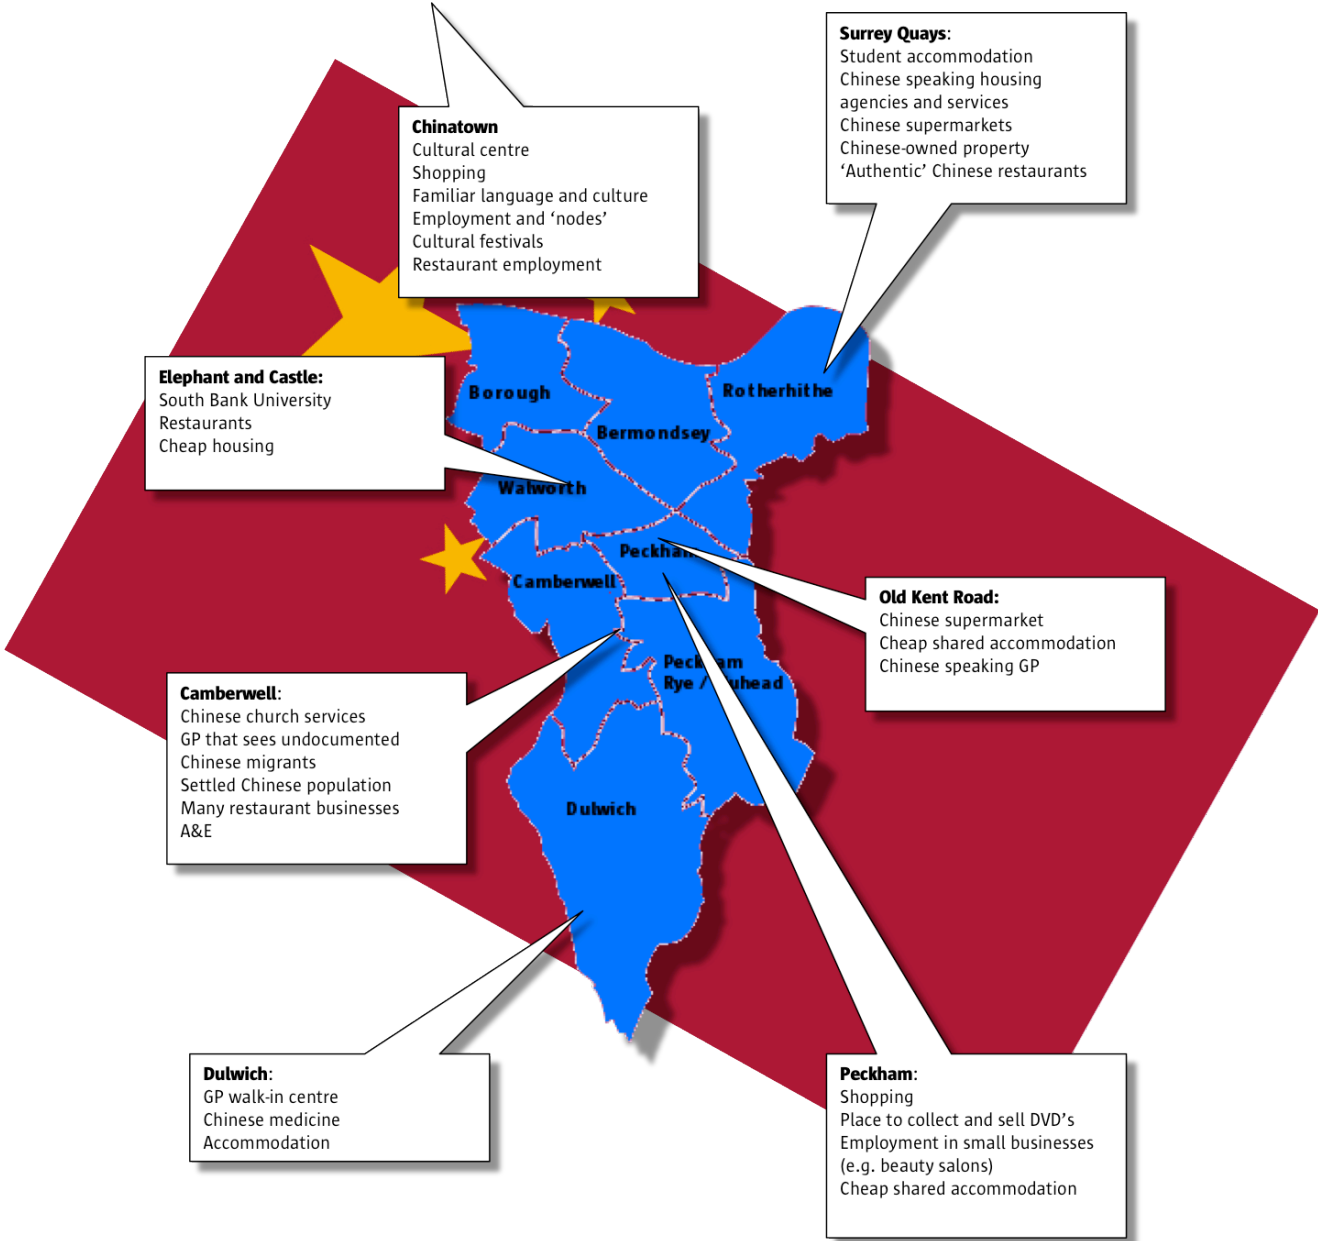 Chinatown
Cultural centre
Shopping
Familiar language and culture
Employment and ‘nodes’
Cultural festivals
Restaurant employment
Surrey Quays:
Student accommodation
Chinese speaking housing
agencies and services
Chinese supermarkets
Chinese-owned property
‘Authentic’ Chinese restaurants
Elephant and Castle:
South Bank University
Restaurants
Cheap housing
Borough
Bermondsey
Rotherhithe
Walworth
Peckham
Camberwell
Peckham
Rye /
Dulwich
Old Kent Road:
Chinese supermarket
Cheap shared accommodation
Chinese speaking GP
Camberwell:
Chinese church services
GP that sees undocumented
Chinese migrants
Settled Chinese population
Many restaurant businesses
A&E
Dulwich:
GP walk-in centre
Chinese medicine
Accommodation
Peckham:
Shopping
Place to collect and sell DVD’s
Employment in small businesses
(e.g. beauty salons)
Cheap shared accommodation